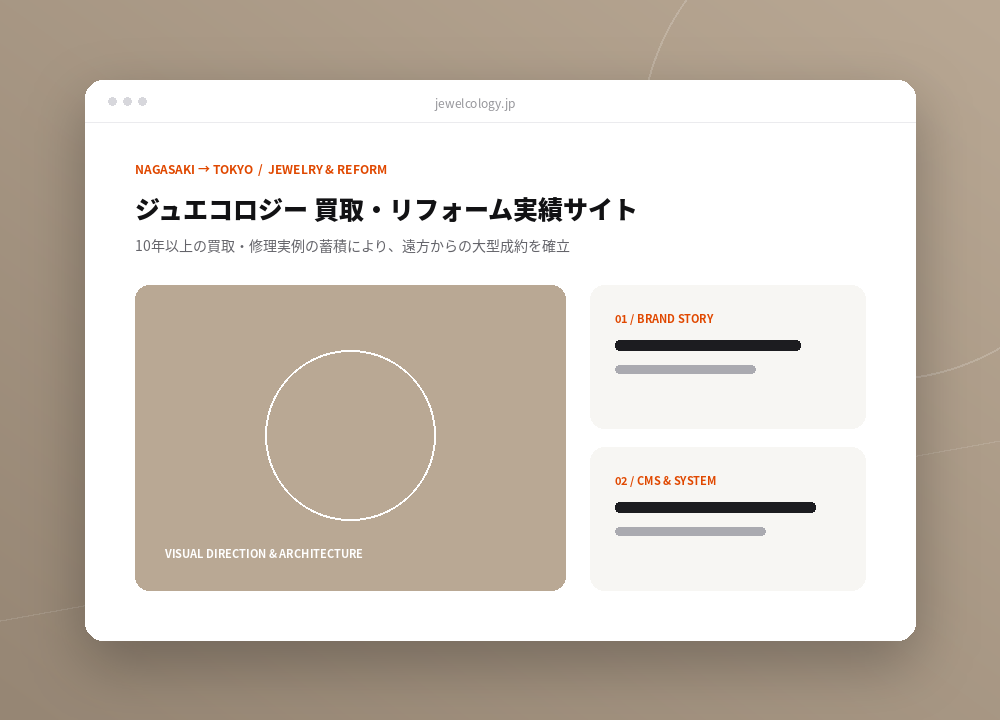 jewelcology.jp
NAGASAKI → TOKYO / JEWELRY & REFORM
ジュエコロジー 買取・リフォーム実績サイト
10年以上の買取・修理実例の蓄積により、遠方からの大型成約を確立
01 / BRAND STORY
02 / CMS & SYSTEM
VISUAL DIRECTION & ARCHITECTURE